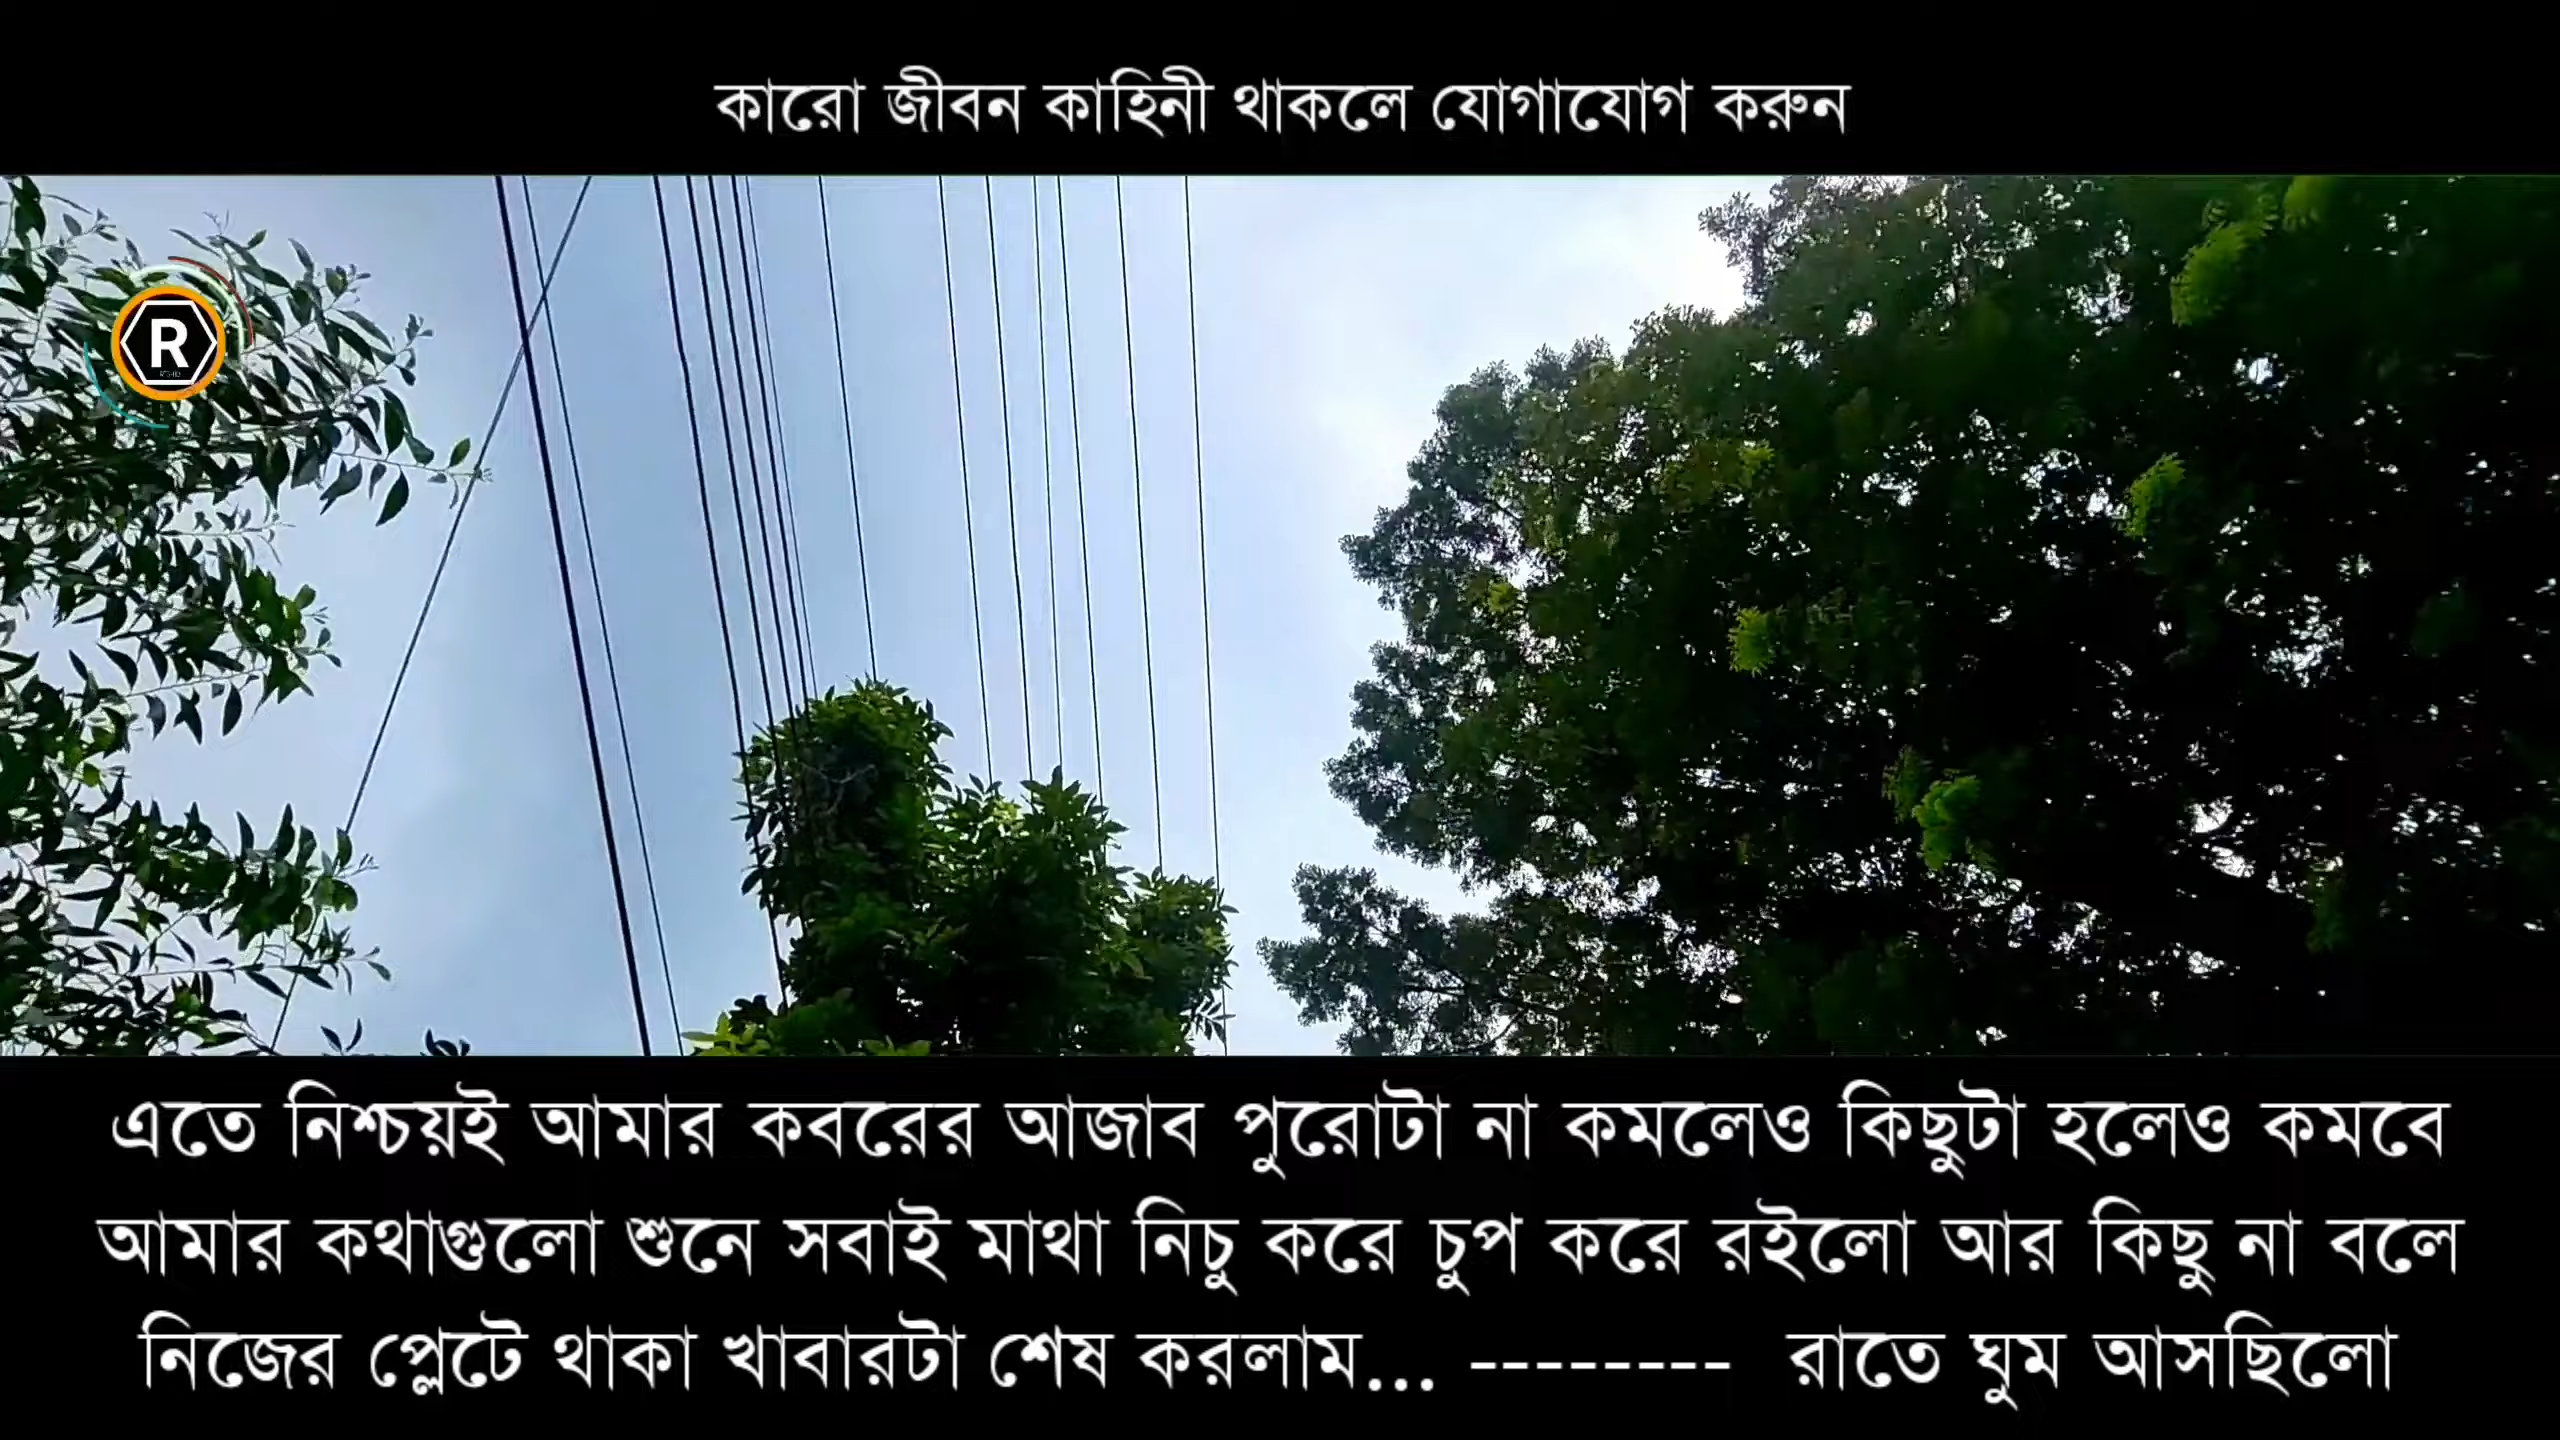 কারো জীবন কাহিনী থাকলে যোগাযোগ করুন
R
এতে নিশ্চয়ই আমার কবরের আজাব পুরোটা না কমলেও কিছুটা হলেও কমবে
আমার কথাগুলো শুনে সবাই মাথা নিচু করে চুপ করে রইলো আর কিছু না বলে
নিজের প্লেটে থাকা খাবারটা শেষ করলাম... -------- রাতে ঘুম আসছিলো